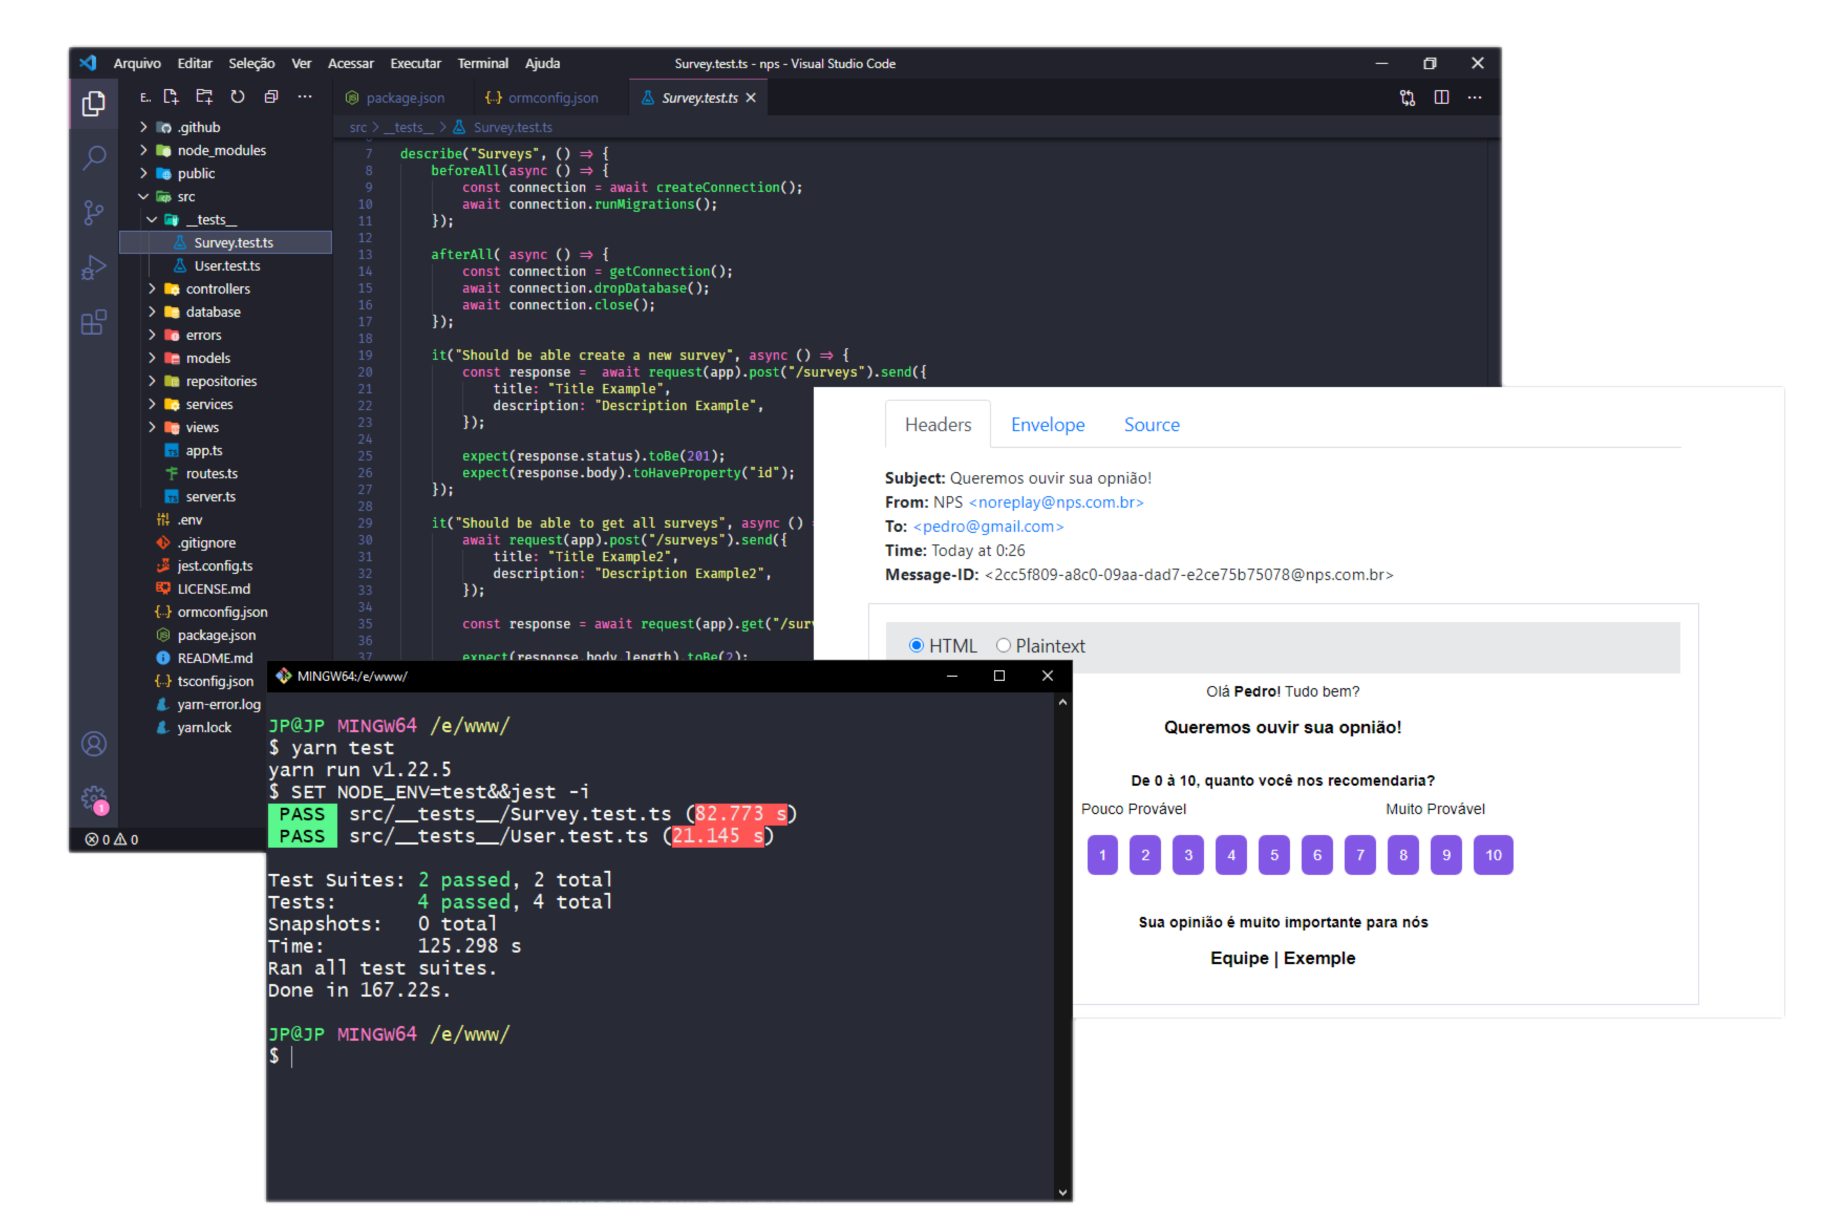 Arquivo Editar Seleção Ver Acessar Executar Terminal Ajuda
Survey.test.ts - nps - Visual Studio Code
E..
package.json
ormconfig.json
Survey.test.ts
src > __tests__ > Survey.test.ts
.github
node_modules
public
src
__tests__
Survey.test.ts
User.test.ts
controllers
database
errors
models
repositories
services
views
app.ts
routes.ts
server.ts
.env
.gitignore
jest.config.ts
LICENSE.md
ormconfig.json
package.json
README.md
tsconfig.json
yarn-error.log
yarn.lock
0 0
7 describe("Surveys", () => {
8 beforeAll(async () => {
9 const connection = await createConnection();
10 await connection.runMigrations();
11 });
12
13 afterAll( async () => {
14 const connection = getConnection();
15 await connection.dropDatabase();
16 await connection.close();
17 });
18
19 it("Should be able create a new survey", async () => {
20 const response =  await request(app).post("/surveys").send({
21 title: "Title Example",
22 description: "Description Example",
23 });
24
25 expect(response.status).toBe(201);
26 expect(response.body).toHaveProperty("id");
27 });
28
29 it("Should be able to get all surveys", async ()
30 await request(app).post("/surveys").send({
31 title: "Title Example2",
32 description: "Description Example2",
33 });
34
35 const response = await request(app).get("/surv
36
37 expect(response.body.length).toBe(2);
Headers Envelope Source
Subject: Queremos ouvir sua opnião!
From: NPS <noreplay@nps.com.br>
To: <pedro@gmail.com>
Time: Today at 0:26
Message-ID: <2cc5f809-a8c0-09aa-dad7-e2ce75b75078@nps.com.br>
HTML Plaintext
Olá Pedro! Tudo bem?
Queremos ouvir sua opnião!
De 0 à 10, quanto você nos recomendaria?
Pouco Provável Muito Provável
1 2 3 4 5 6 7 8 9 10
Sua opinião é muito importante para nós
Equipe | Exemple
MINGW64:/e/www/
JP@JP MINGW64 /e/www/
$ yarn test
yarn run v1.22.5
$ SET NODE_ENV=test&&jest -i
PASS src/__tests__/Survey.test.ts (82.773 s)
PASS src/__tests__/User.test.ts (21.145 s)
Test Suites: 2 passed, 2 total
Tests: 4 passed, 4 total
Snapshots: 0 total
Time: 125.298 s
Ran all test suites.
Done in 167.22s.
JP@JP MINGW64 /e/www/
$